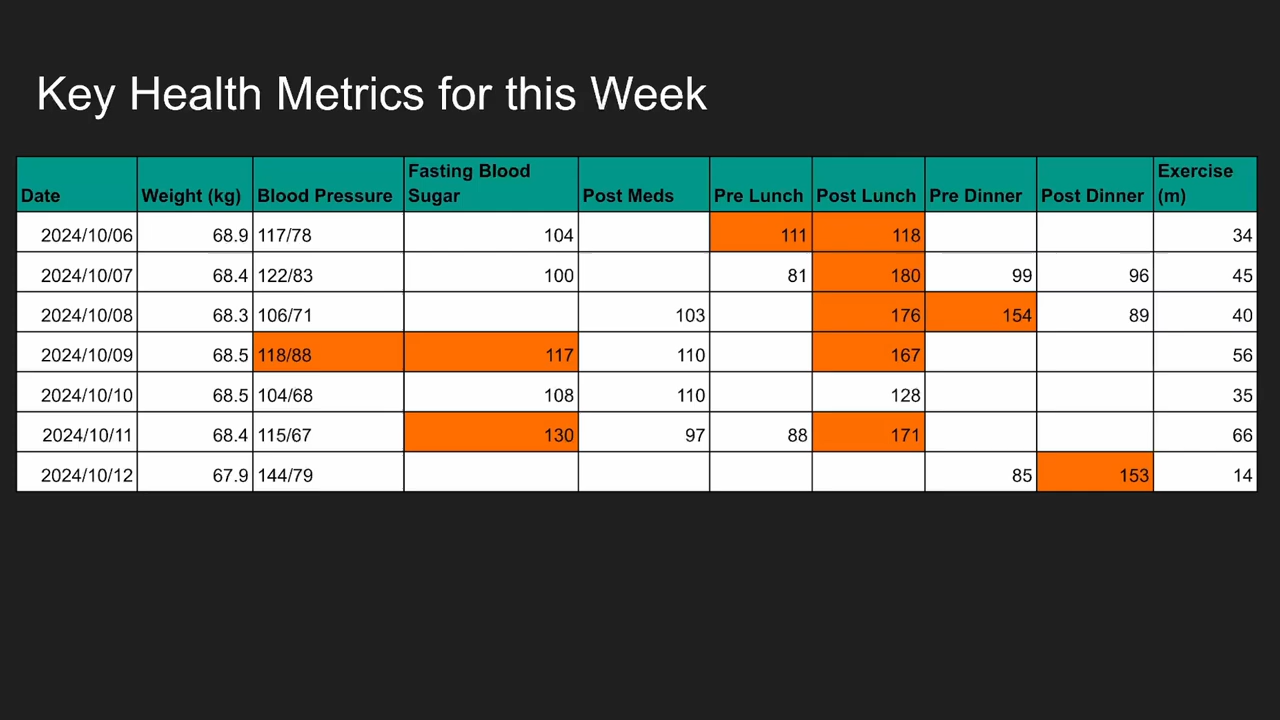 Key Health Metrics for this Week
Date Weight (kg) Blood Pressure Fasting Blood Sugar Post Meds Pre Lunch Post Lunch Pre Dinner Post Dinner Exercise (m)
2024/10/06 68.9 117/78 104 111 118 34
2024/10/07 68.4 122/83 100 81 180 99 96 45
2024/10/08 68.3 106/71 103 176 154 89 40
2024/10/09 68.5 118/88 117 110 167 56
2024/10/10 68.5 104/68 108 110 128 35
2024/10/11 68.4 115/67 130 97 88 171 66
2024/10/12 67.9 144/79 85 153 14